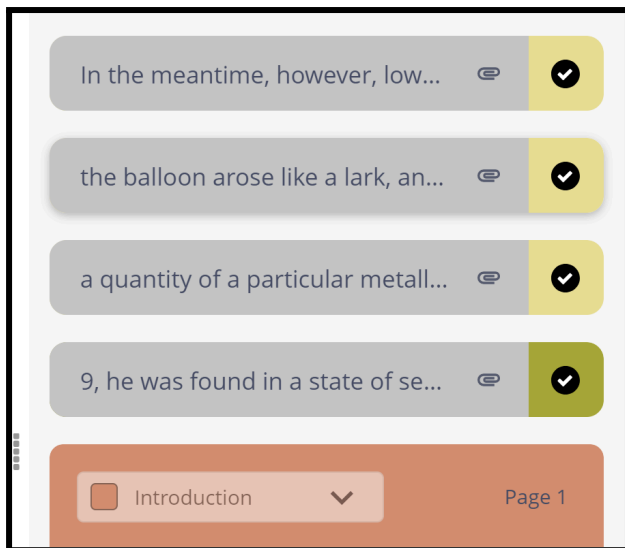 In the meantime, however, low...
the balloon arose like a lark, an...
a quantity of a particular metall...
9, he was found in a state of se...
Introduction Page 1